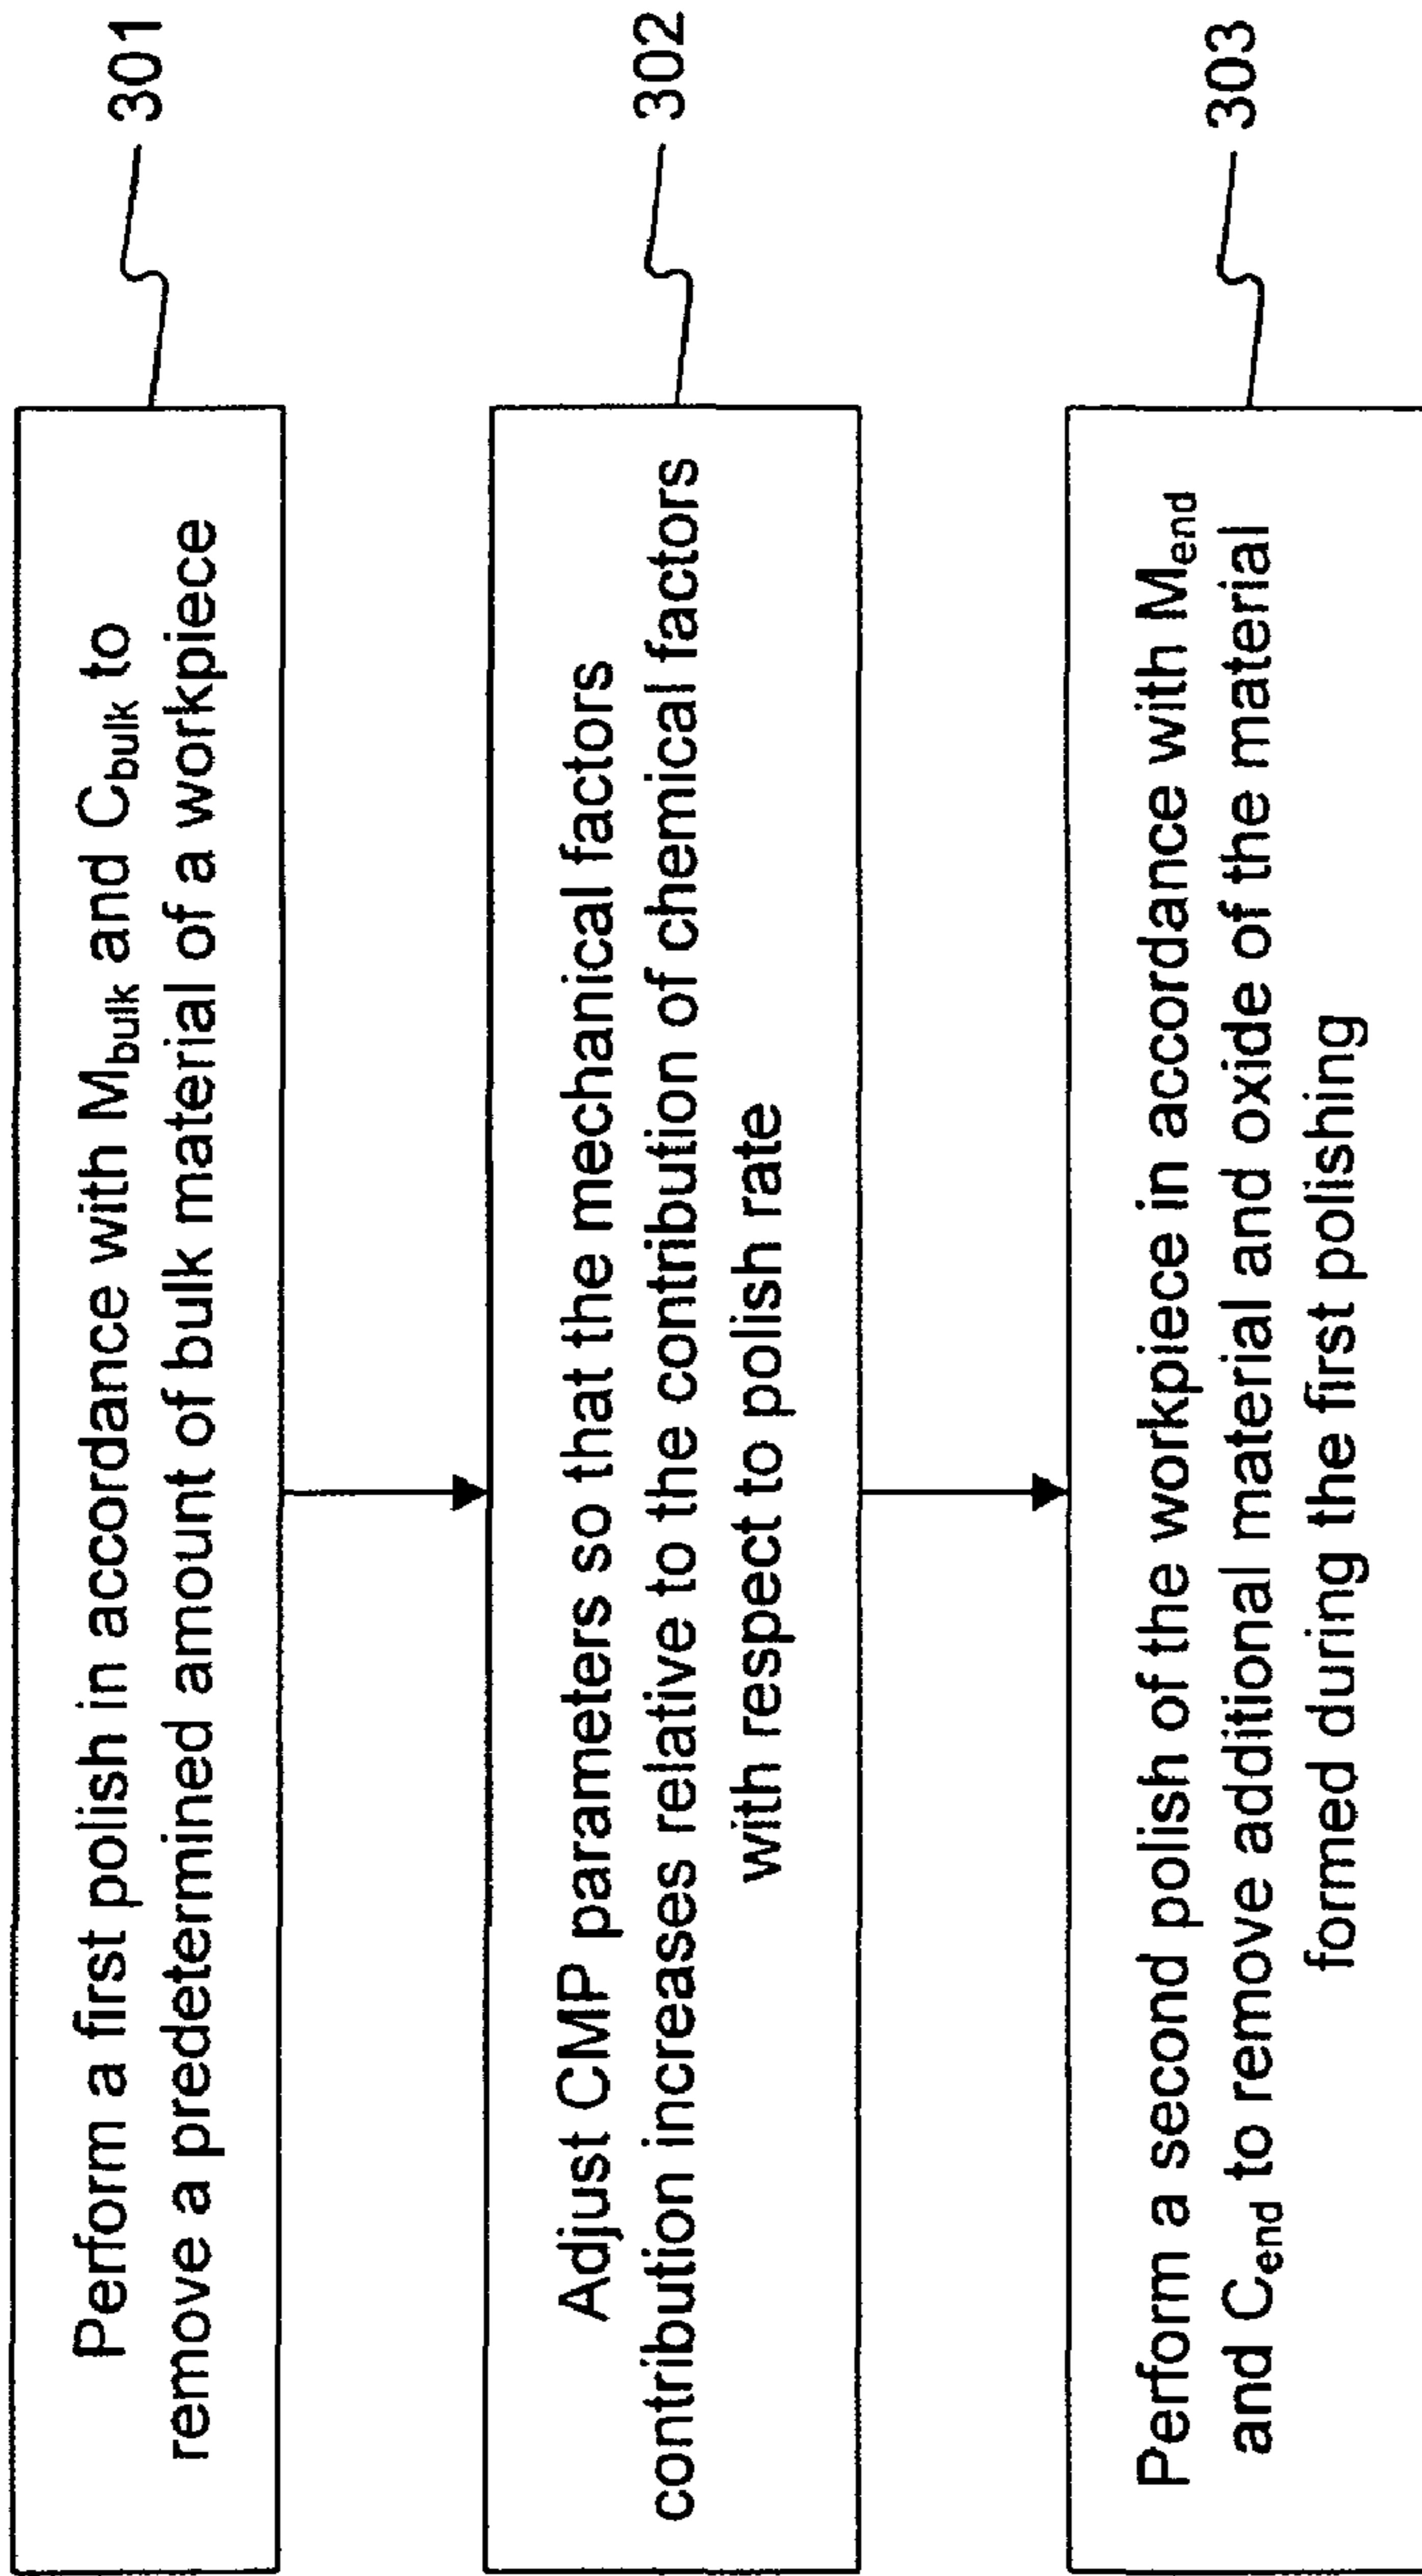 Perform a first polish in accordance with Mbulk and Cbulk to
remove a predetermined amount of bulk material of a workpiece
301
Adjust CMP parameters so that the mechanical factors
contribution increases relative to the contribution of chemical factors
with respect to polish rate
302
Perform a second polish of the workpiece in accordance with Mend
and Cend to remove additional material and oxide of the material
formed during the first polishing
303